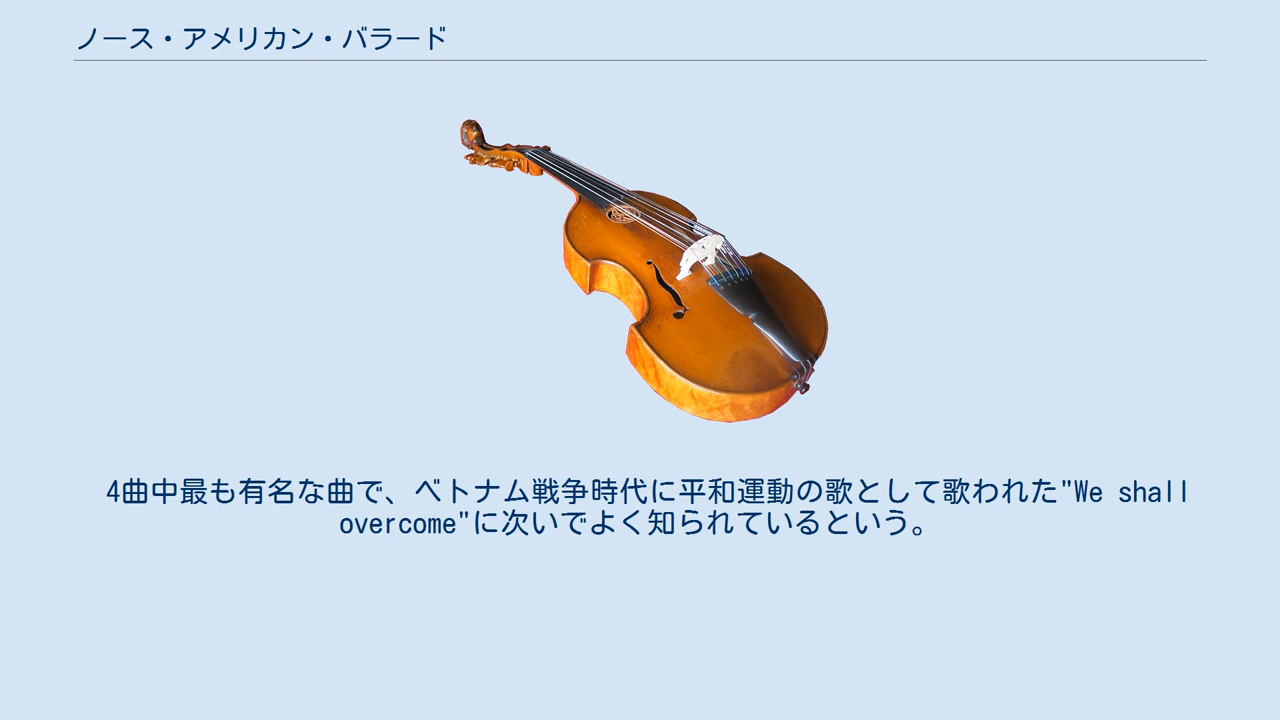 ノース・アメリカン・バラード
4曲中最も有名な曲で、ベトナム戦争時代に平和運動の歌として歌われた"We shall
overcome"に次いでよく知られているという。